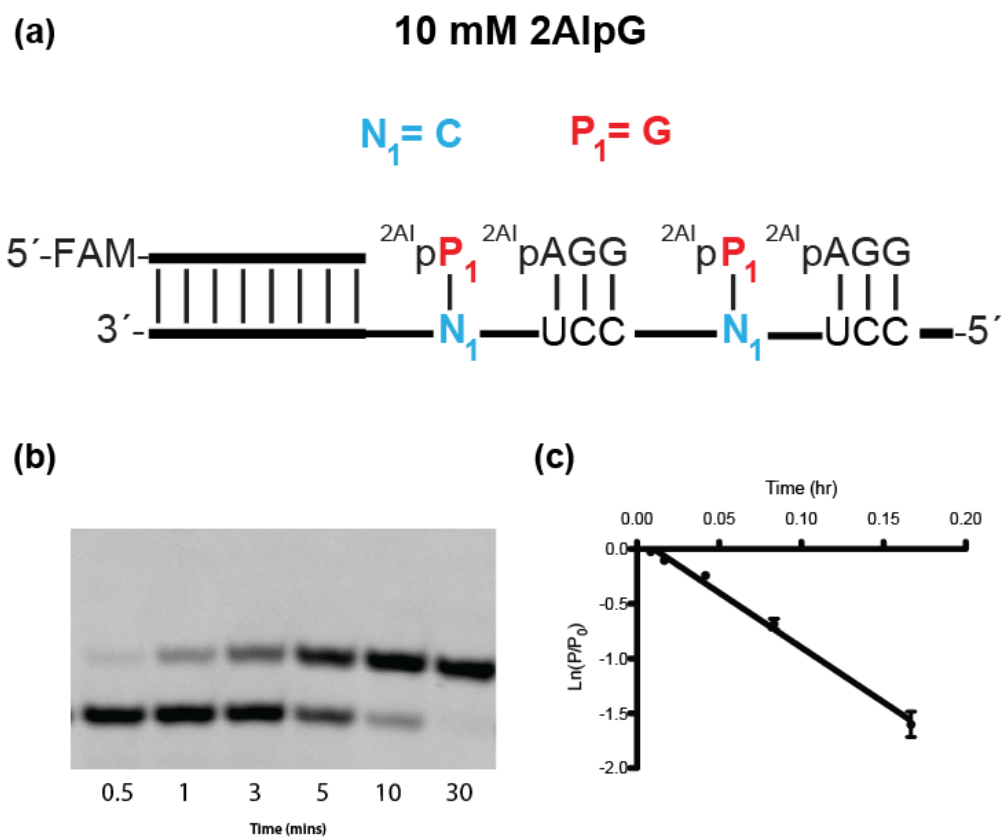 (a)
10 mM 2AIpG
N₁= C P₁= G
5´-FAM- ²ᴬᴵpP₁ ²ᴬᴵpAGG ²ᴬᴵpP₁ ²ᴬᴵpAGG
3´- N₁ UCC N₁ UCC -5´
(b)
0.5 1 3 5 10 30
Time (mins)
(c)
Time (hr)
0.00 0.05 0.10 0.15 0.20
0.0
-0.5
-1.0
-1.5
-2.0
Ln(P/P₀)